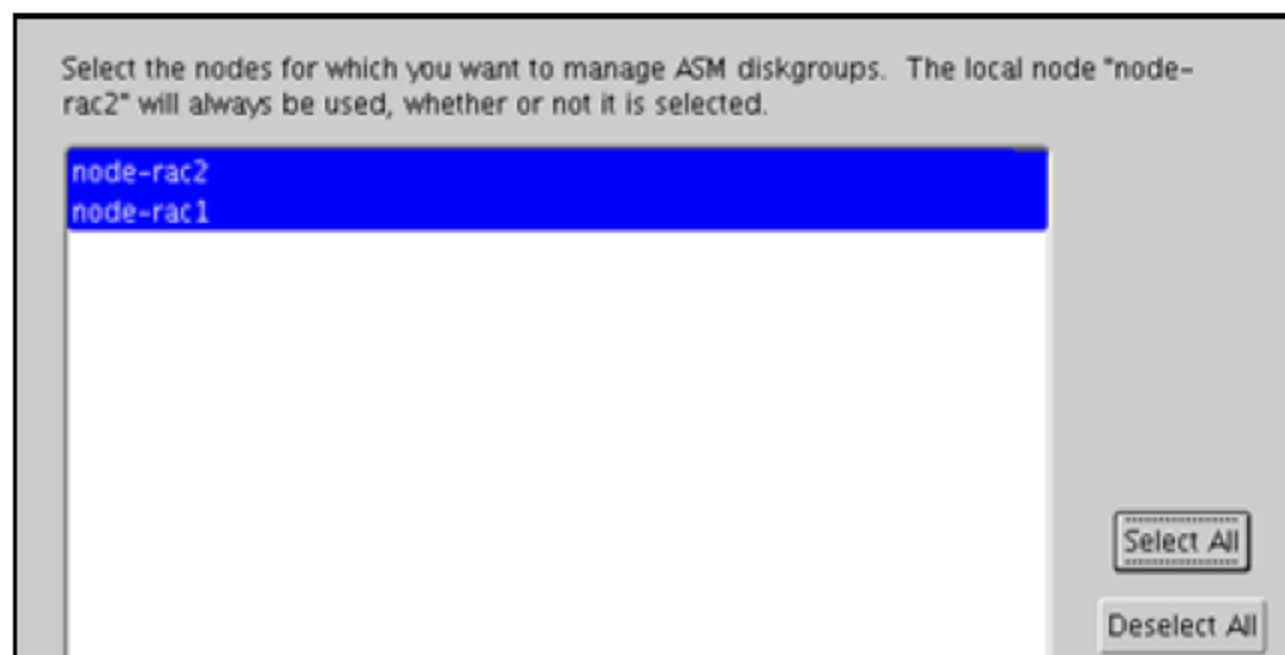 Select the nodes for which you want to manage ASM diskgroups.  The local node "node-
rac2" will always be used, whether or not it is selected.
node-rac2
node-rac1
Select All
Deselect All